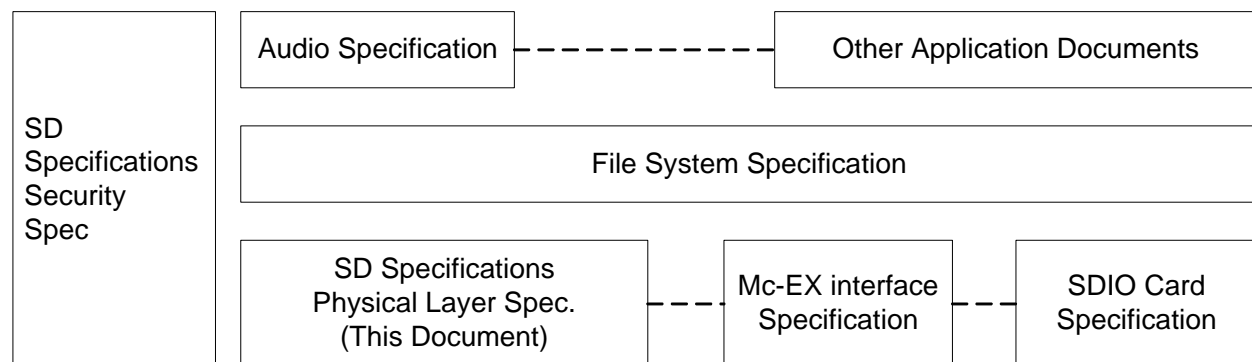 SD
Specifications
Security
Spec
Audio Specification
Other Application Documents
File System Specification
SD Specifications
Physical Layer Spec.
(This Document)
Mc-EX interface
Specification
SDIO Card
Specification